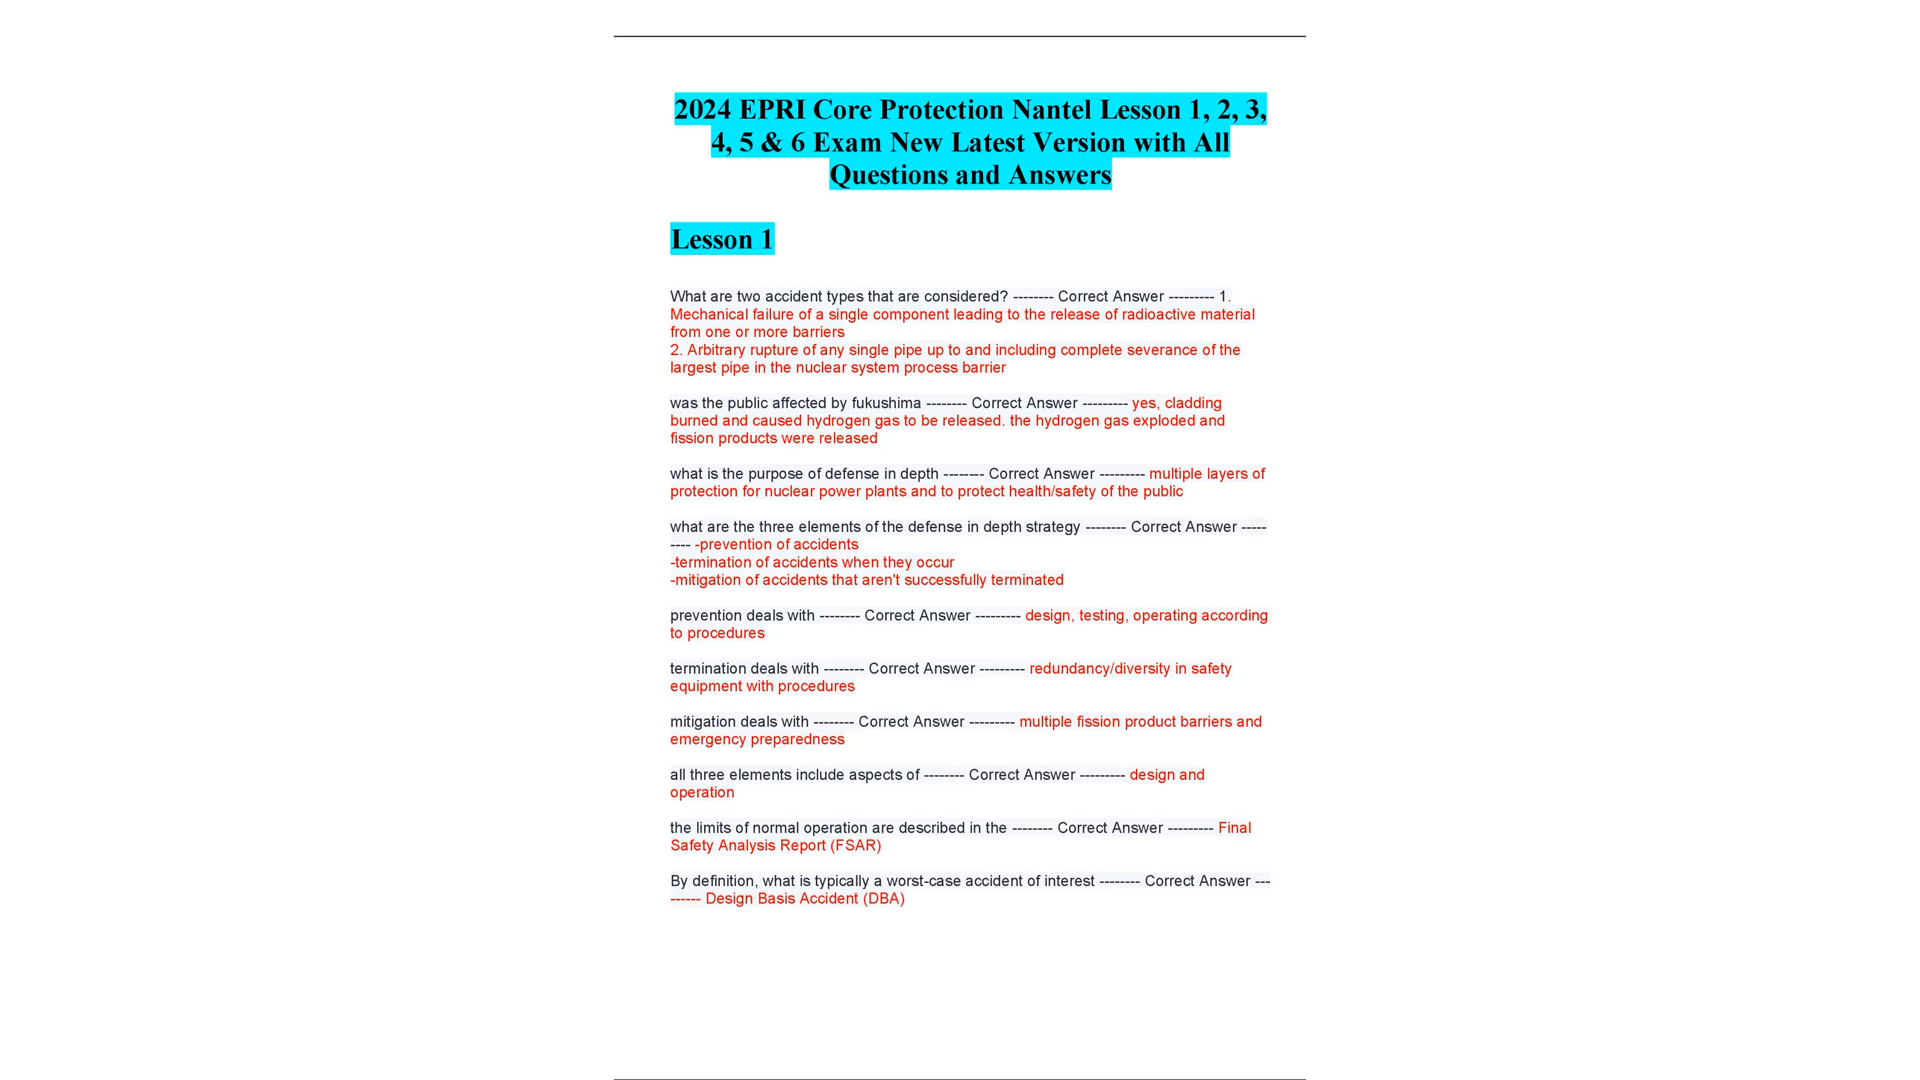 2024 EPRI Core Protection Nantel Lesson 1, 2, 3,
4, 5 & 6 Exam New Latest Version with All
Questions and Answers
Lesson 1
What are two accident types that are considered? -------- Correct Answer --------- 1.
Mechanical failure of a single component leading to the release of radioactive material
from one or more barriers
2. Arbitrary rupture of any single pipe up to and including complete severance of the
largest pipe in the nuclear system process barrier
was the public affected by fukushima -------- Correct Answer --------- yes, cladding
burned and caused hydrogen gas to be released. the hydrogen gas exploded and
fission products were released
what is the purpose of defense in depth -------- Correct Answer --------- multiple layers of
protection for nuclear power plants and to protect health/safety of the public
what are the three elements of the defense in depth strategy -------- Correct Answer -----
---- -prevention of accidents
-termination of accidents when they occur
-mitigation of accidents that aren't successfully terminated
prevention deals with -------- Correct Answer --------- design, testing, operating according
to procedures
termination deals with -------- Correct Answer --------- redundancy/diversity in safety
equipment with procedures
mitigation deals with -------- Correct Answer --------- multiple fission product barriers and
emergency preparedness
all three elements include aspects of -------- Correct Answer --------- design and
operation
the limits of normal operation are described in the -------- Correct Answer --------- Final
Safety Analysis Report (FSAR)
By definition, what is typically a worst-case accident of interest -------- Correct Answer ---
------ Design Basis Accident (DBA)